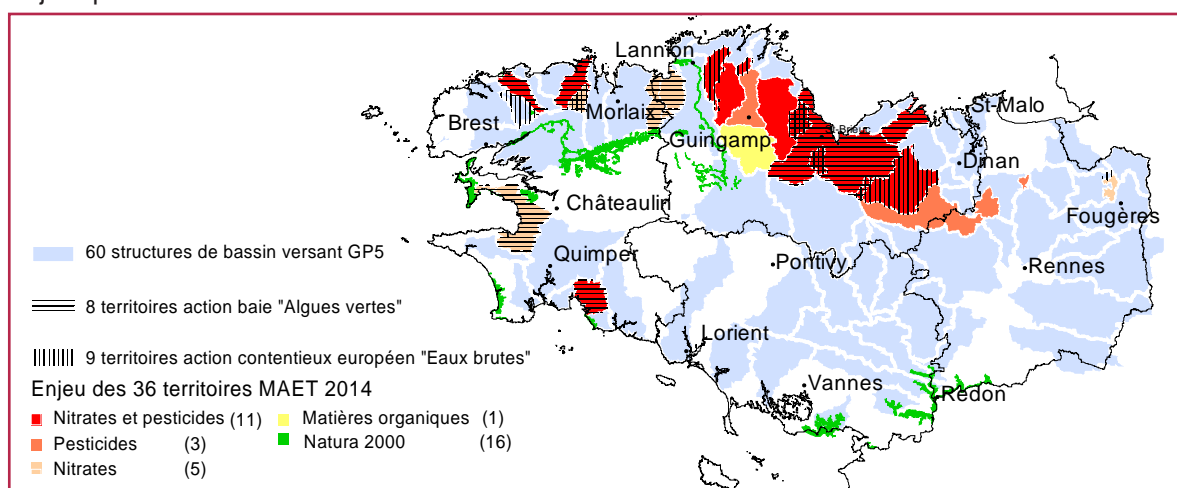 Lannion
St-Malo
Morlaix
Brest
St-Brieuc
Guingamp
Dinan
Châteaulin
Fougères
60 structures de bassin versant GP5
Quimper
Pontivy
Rennes
8 territoires action baie "Algues vertes"
Lorient
9 territoires action contentieux européen "Eaux brutes"
Vannes
Redon
Enjeu des 36 territoires MAET 2014
Nitrates et pesticides (11) Matières organiques (1)
Pesticides (3) Natura 2000 (16)
Nitrates (5)